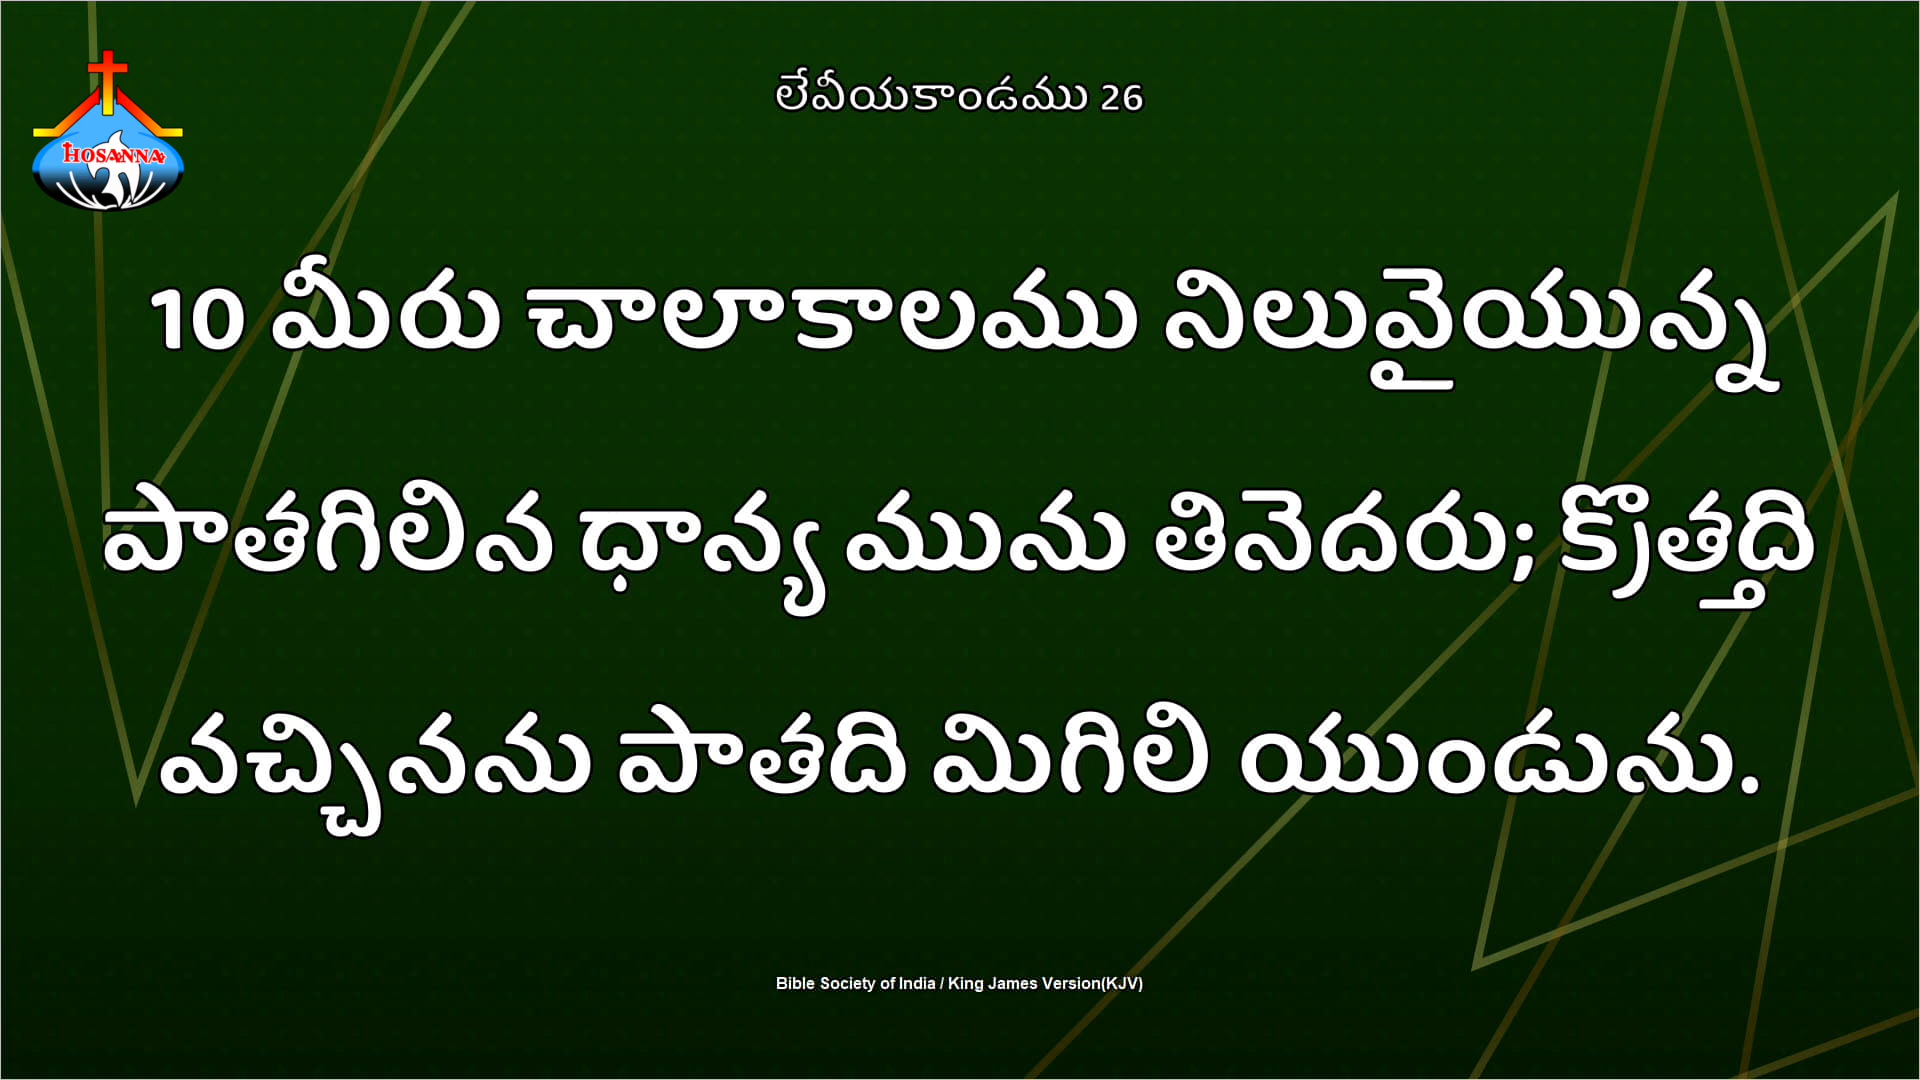 లేవీయకాండము 26
HOSANNA
10 మీరు చాలాకాలము నిలువైయున్న
పాతగిలిన ధాన్య మును తినెదరు; క్రొత్తది
వచ్చినను పాతది మిగిలి యుండును.
Bible Society of India / King James Version(KJV)